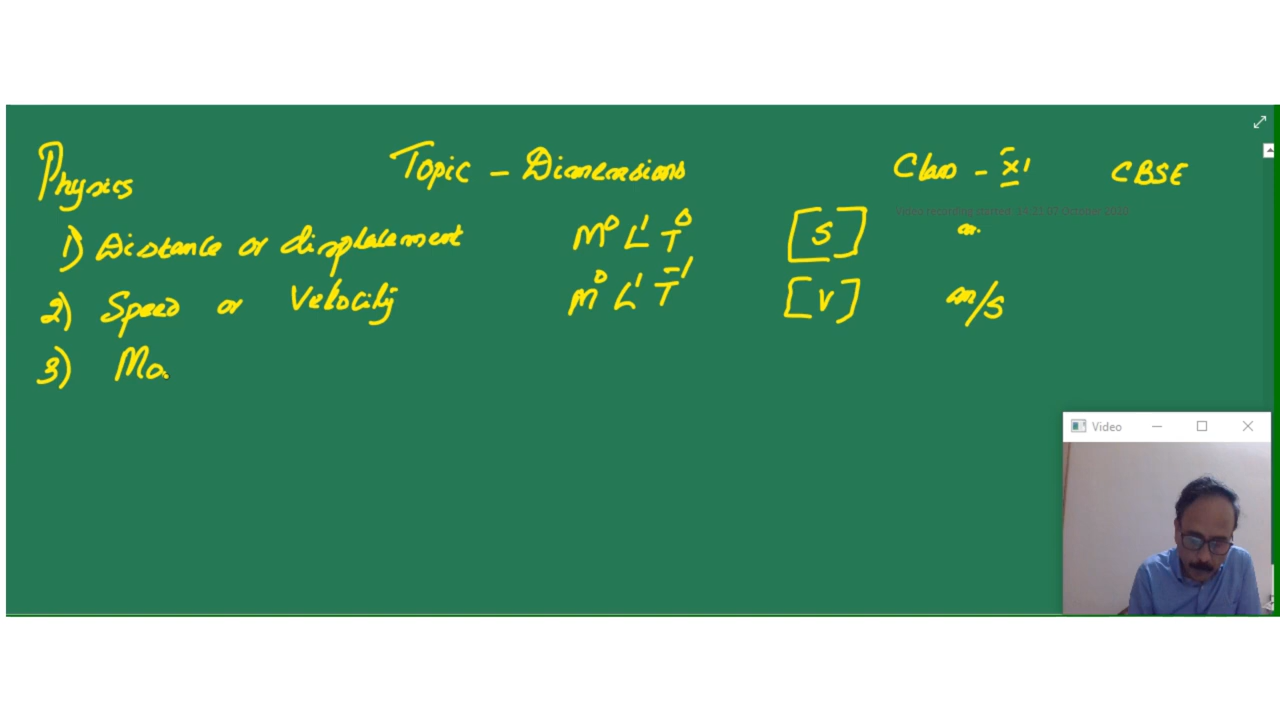 Physics Topic - Dimensions Class - XI CBSE
1) Distance or displacement M⁰ L¹ T⁰ [S] m.
2) Speed or Velocity M⁰ L¹ T⁻¹ [V] m/s
3) Ma
Video